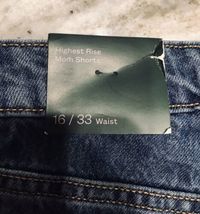 Highest Rise
Mom Shorts
16 / 33 Waist